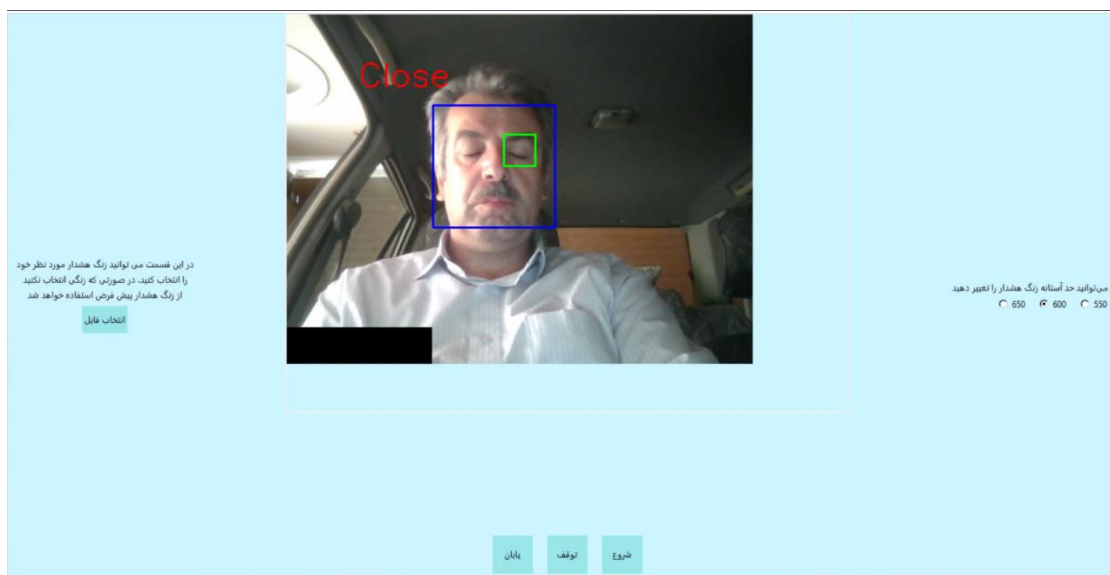 Close
در این قسمت می توانید زنگ هشدار مورد نظر خود
را انتخاب کنید، در صورتی که زنگی انتخاب نکنید
از زنگ هشدار پیش فرض استفاده خواهد شد
انتخاب فایل
می‌توانید حد آستانه زنگ هشدار را تغییر دهید
550 600 650
شروع
توقف
پایان